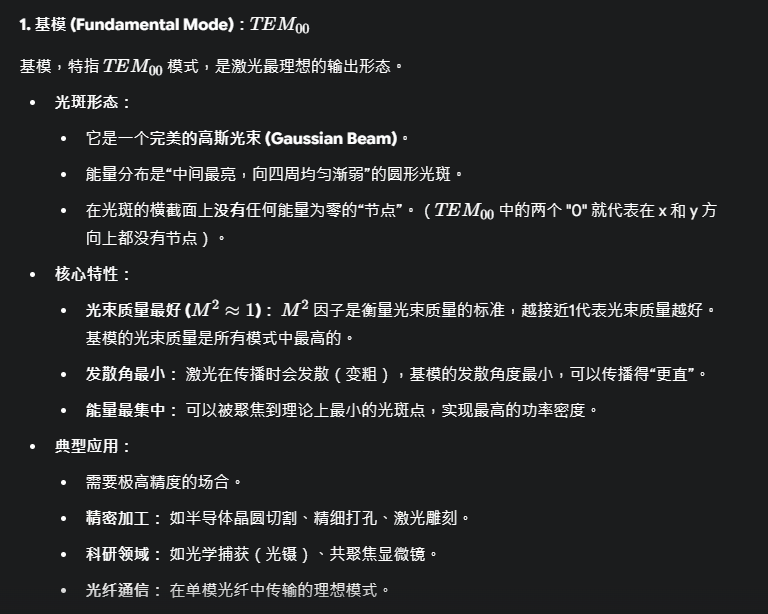 1. 基模 (Fundamental Mode)：TEM₀₀
基模，特指 TEM₀₀ 模式，是激光最理想的输出形态。
• 光斑形态：
• 它是一个完美的高斯光束 (Gaussian Beam)。
• 能量分布是“中间最亮，向四周均匀渐弱”的圆形光斑。
• 在光斑的横截面上没有任何能量为零的“节点”。（TEM₀₀ 中的两个 "0" 就代表在 x 和 y 方
向上都没有节点）。
• 核心特性：
• 光束质量最好 (M² ≈ 1)： M² 因子是衡量光束质量的标准，越接近1代表光束质量越好。
基模的光束质量是所有模式中最高的。
• 发散角最小： 激光在传播时会发散（变粗），基模的发散角度最小，可以传播得“更直”。
• 能量最集中： 可以被聚焦到理论上最小的光斑点，实现最高的功率密度。
• 典型应用：
• 需要极高精度的场合。
• 精密加工： 如半导体晶圆切割、精细打孔、激光雕刻。
• 科研领域： 如光学捕获（光镊）、共聚焦显微镜。
• 光纤通信： 在单模光纤中传输的理想模式。